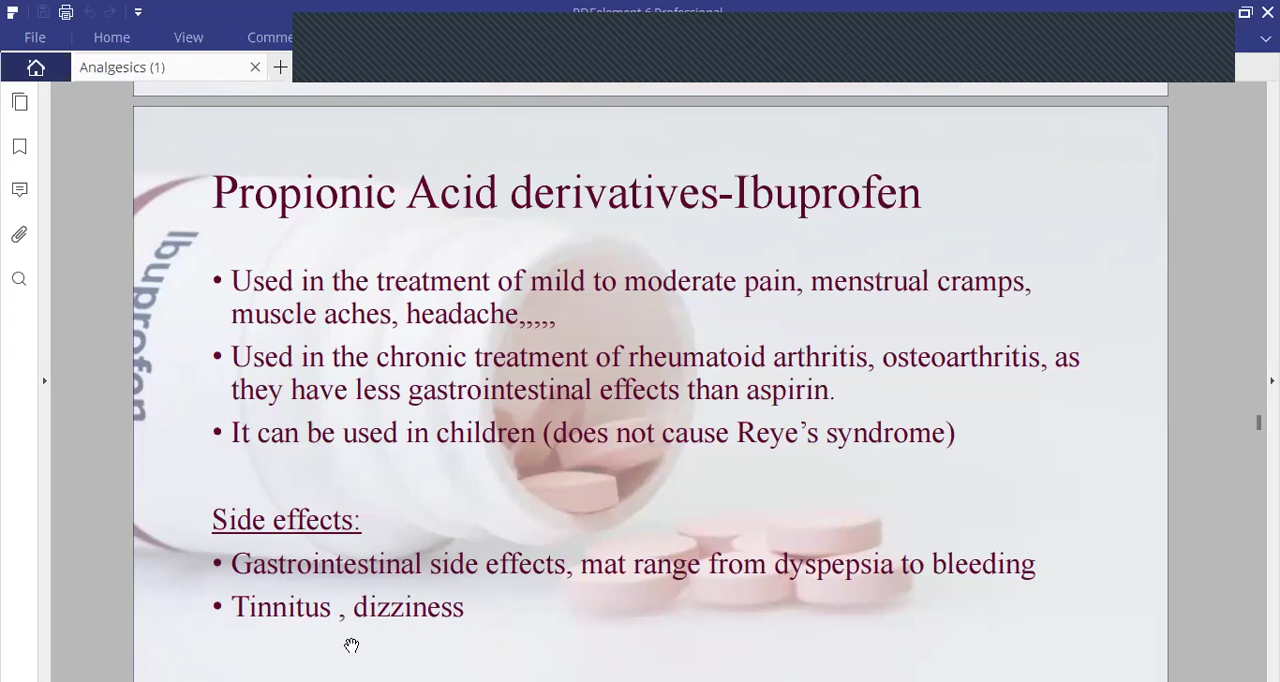 File Home View Comme
Analgesics (1)
Propionic Acid derivatives-Ibuprofen
Ibuprofen
• Used in the treatment of mild to moderate pain, menstrual cramps,
muscle aches, headache,,,,,
• Used in the chronic treatment of rheumatoid arthritis, osteoarthritis, as
they have less gastrointestinal effects than aspirin.
• It can be used in children (does not cause Reye’s syndrome)
Side effects:
• Gastrointestinal side effects, mat range from dyspepsia to bleeding
• Tinnitus , dizziness